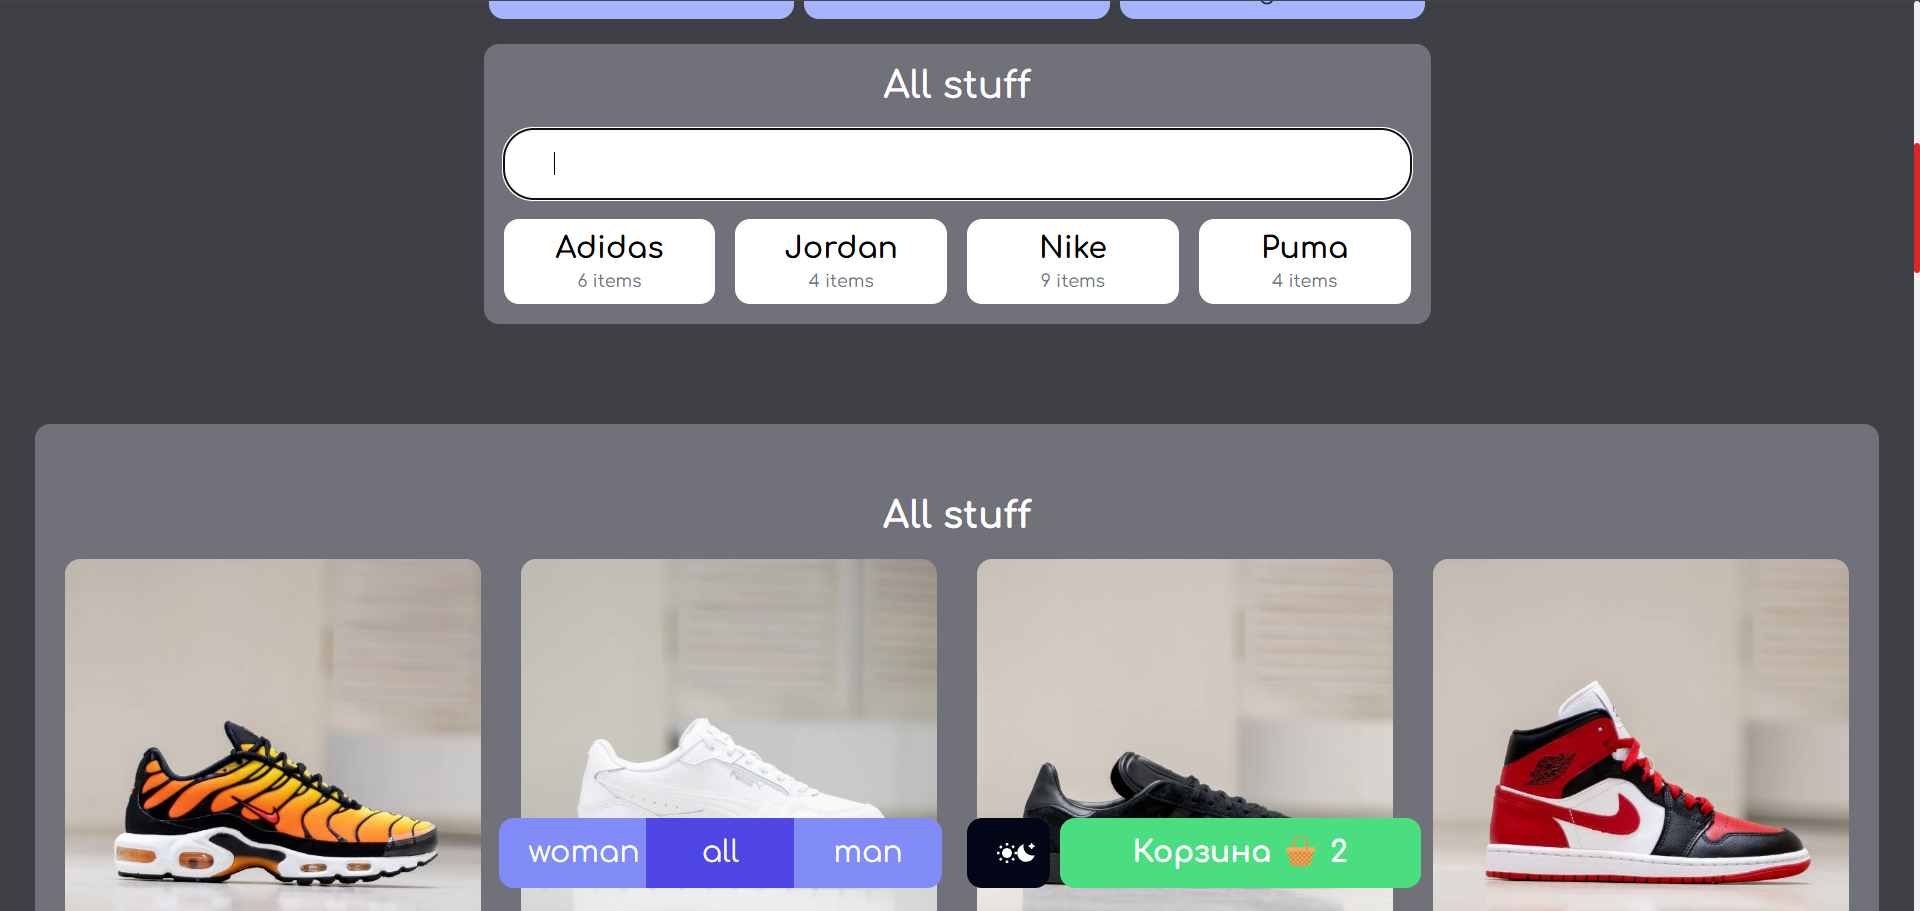 All stuff
Adidas
6 items
Jordan
4 items
Nike
9 items
Puma
4 items
All stuff
woman
all
man
Корзина 🧺 2